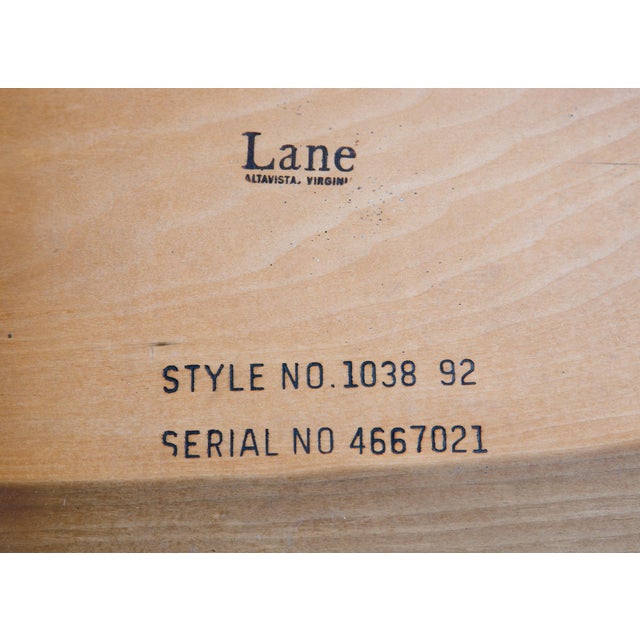 Lane
ALTAVISTA, VIRGINI
STYLE NO. 1038 92
SERIAL NO 4667021